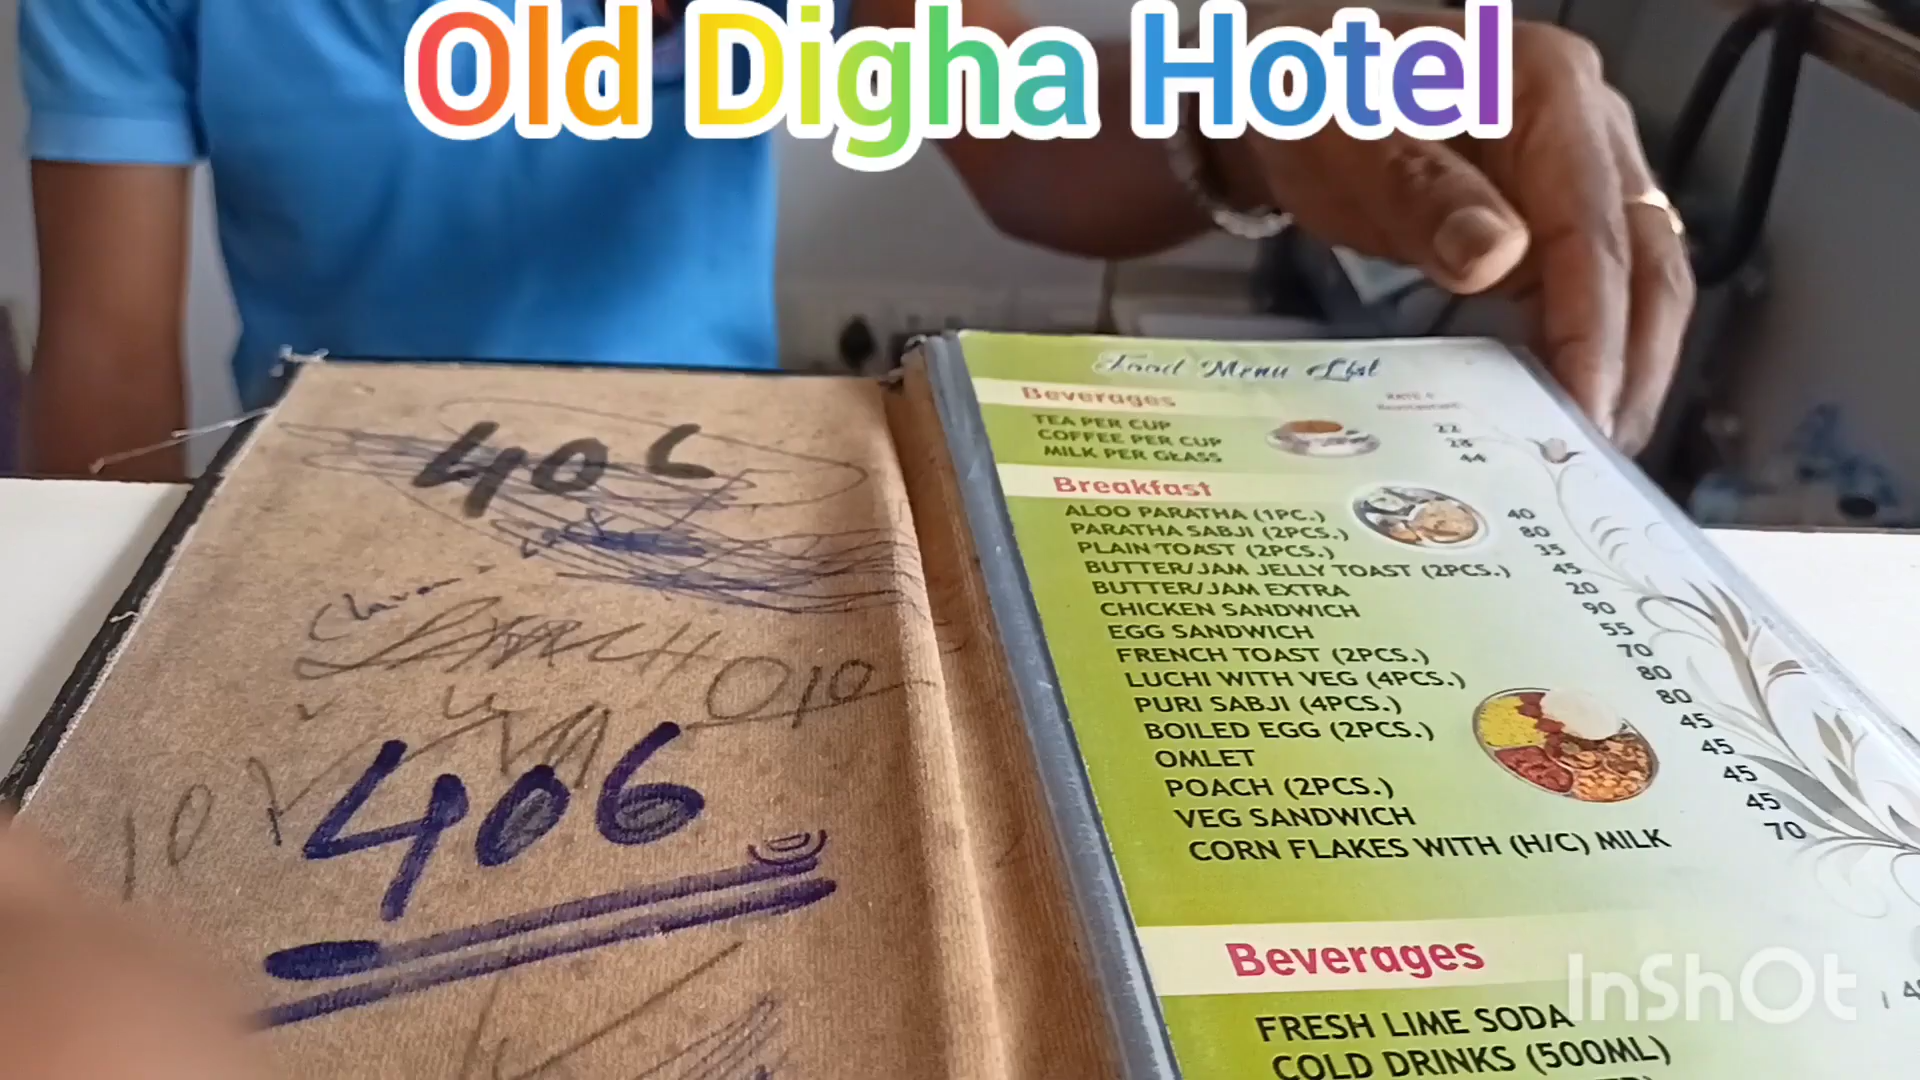 Old Digha Hotel
406
406
1010
Food Menu List
Beverages
TEA PER CUP 22
COFFEE PER CUP 28
MILK PER GLASS 44
Breakfast
ALOO PARATHA (1PC.) 40
PARATHA SABJI (2PCS.) 80
PLAIN TOAST (2PCS.) 35
BUTTER/JAM JELLY TOAST (2PCS.) 45
BUTTER/JAM EXTRA 20
CHICKEN SANDWICH 90
EGG SANDWICH 55
FRENCH TOAST (2PCS.) 70
LUCHI WITH VEG (4PCS.) 80
PURI SABJI (4PCS.) 80
BOILED EGG (2PCS.) 45
OMLET 45
POACH (2PCS.) 45
VEG SANDWICH 45
CORN FLAKES WITH (H/C) MILK 70
Beverages
FRESH LIME SODA
COLD DRINKS (500ML)
InShOt